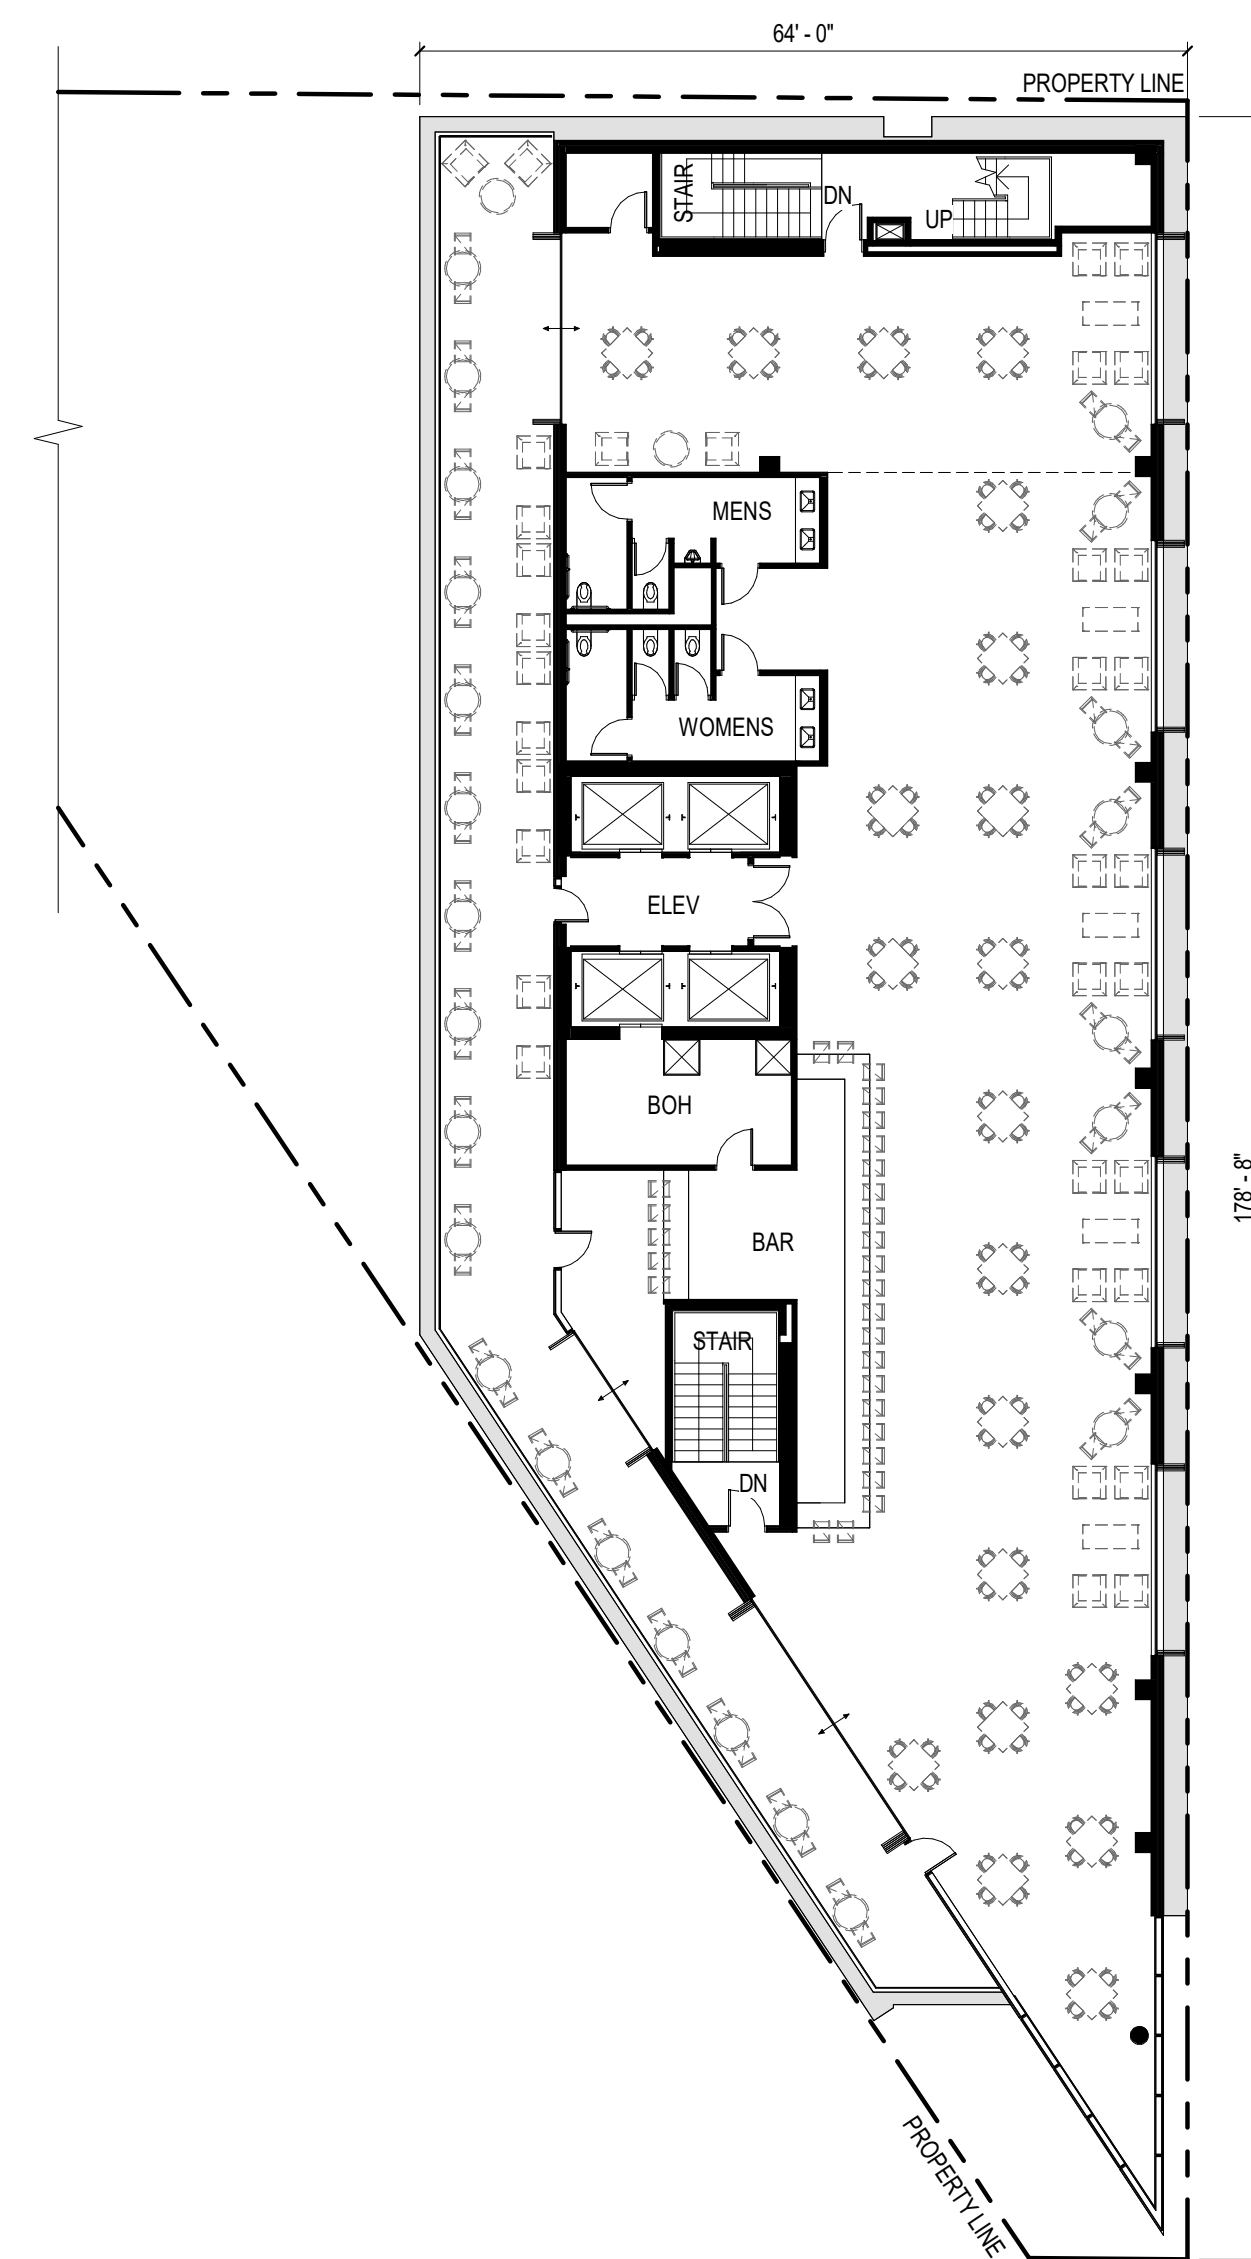 64' - 0"
PROPERTY LINE
STAIR
DN
UP
MENS
WOMENS
ELEV
BOH
178' - 8"
BAR
STAIR
DN
PROPERTY LINE